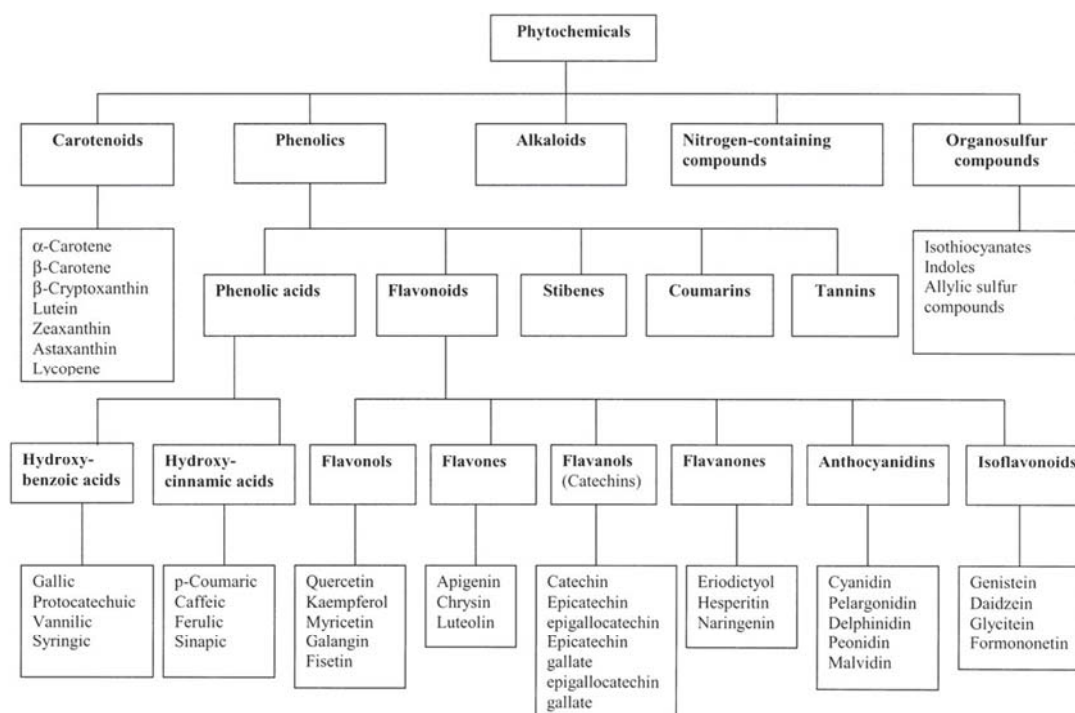 Phytochemicals
Carotenoids
Phenolics
Alkaloids
Nitrogen-containing
compounds
Organosulfur
compounds
α-Carotene
β-Carotene
β-Cryptoxanthin
Lutein
Zeaxanthin
Astaxanthin
Lycopene
Isothiocyanates
Indoles
Allylic sulfur
compounds
Phenolic acids
Flavonoids
Stibenes
Coumarins
Tannins
Hydroxy-
benzoic acids
Hydroxy-
cinnamic acids
Flavonols
Flavones
Flavanols
(Catechins)
Flavanones
Anthocyanidins
Isoflavonoids
Gallic
Protocatechuic
Vannilic
Syringic
p-Coumaric
Caffeic
Ferulic
Sinapic
Quercetin
Kaempferol
Myricetin
Galangin
Fisetin
Apigenin
Chrysin
Luteolin
Catechin
Epicatechin
epigallocatechin
Epicatechin
gallate
epigallocatechin
gallate
Eriodictyol
Hesperitin
Naringenin
Cyanidin
Pelargonidin
Delphinidin
Peonidin
Malvidin
Genistein
Daidzein
Glycitein
Formononetin